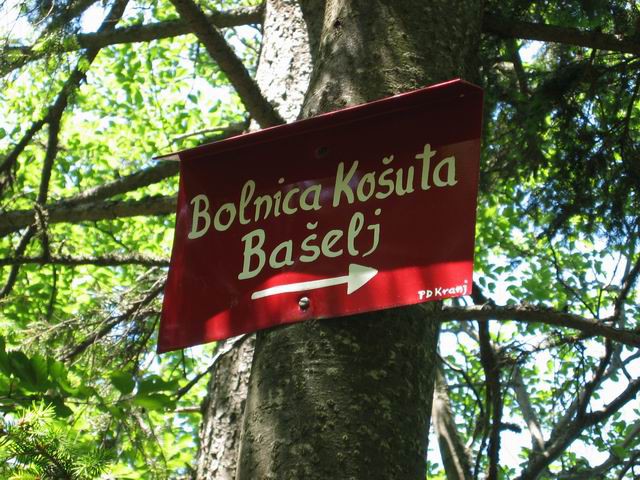 Bolnica Košuta
Bašelj
PD Kranj